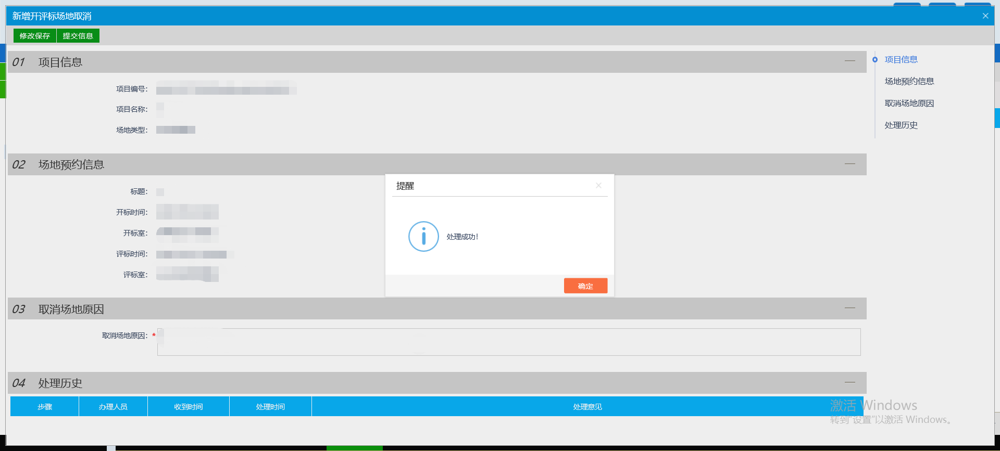 新增开评标场地取消
修改保存 提交信息
01 项目信息
项目编号：
项目名称：
场地类型：
02 场地预约信息
标题：
开标时间：
开标室：
评标时间：
评标室：
03 取消场地原因
取消场地原因：*
04 处理历史
步骤 办理人员 收到时间 处理时间 处理意见
项目信息
场地预约信息
取消场地原因
处理历史
提醒
处理成功！
确定
激活 Windows
转到"设置"以激活 Windows。